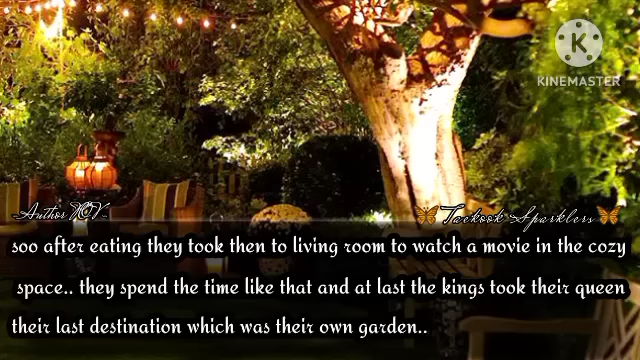 K
KINEMASTER
-Author POV-
🦋 Taekook Sparklers 🦋
soo after eating they took then to living room to watch a movie in the cozy
space.. they spend the time like that and at last the kings took their queen
their last destination which was their own garden..